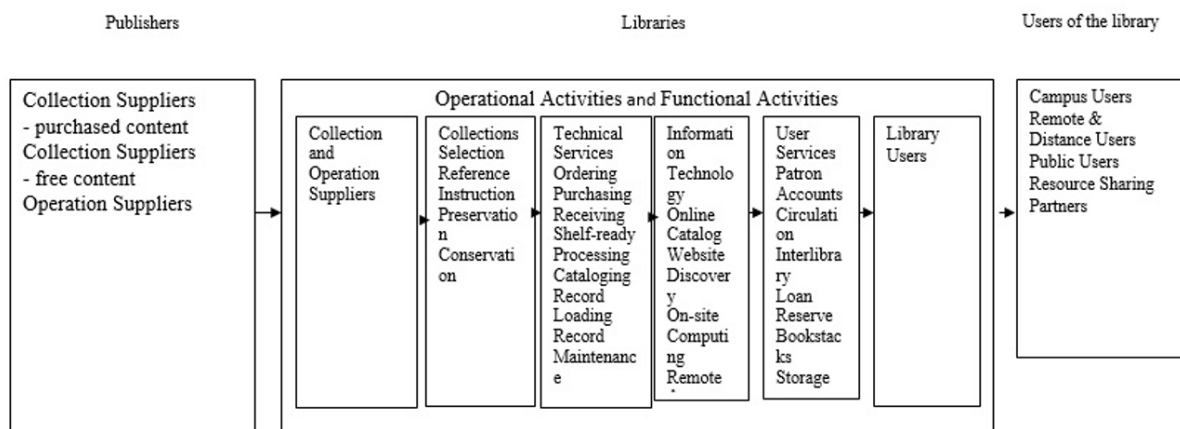 Publishers
Libraries
Users of the library
Collection Suppliers
- purchased content
Collection Suppliers
- free content
Operation Suppliers
Operational Activities and Functional Activities
Collection
and
Operation
Suppliers
Collections
Selection
Reference
Instruction
Preservatio
n
Conservati
on
Technical
Services
Ordering
Purchasing
Receiving
Shelf-ready
Processing
Cataloging
Record
Loading
Record
Maintenanc
e
Informati
on
Technolo
gy
Online
Catalog
Website
Discover
y
On-site
Computi
ng
Remote
User
Services
Patron
Accounts
Circulati
on
Interlibra
ry
Loan
Reserve
Bookstac
ks
Storage
Library
Users
Campus Users
Remote &
Distance Users
Public Users
Resource Sharing
Partners